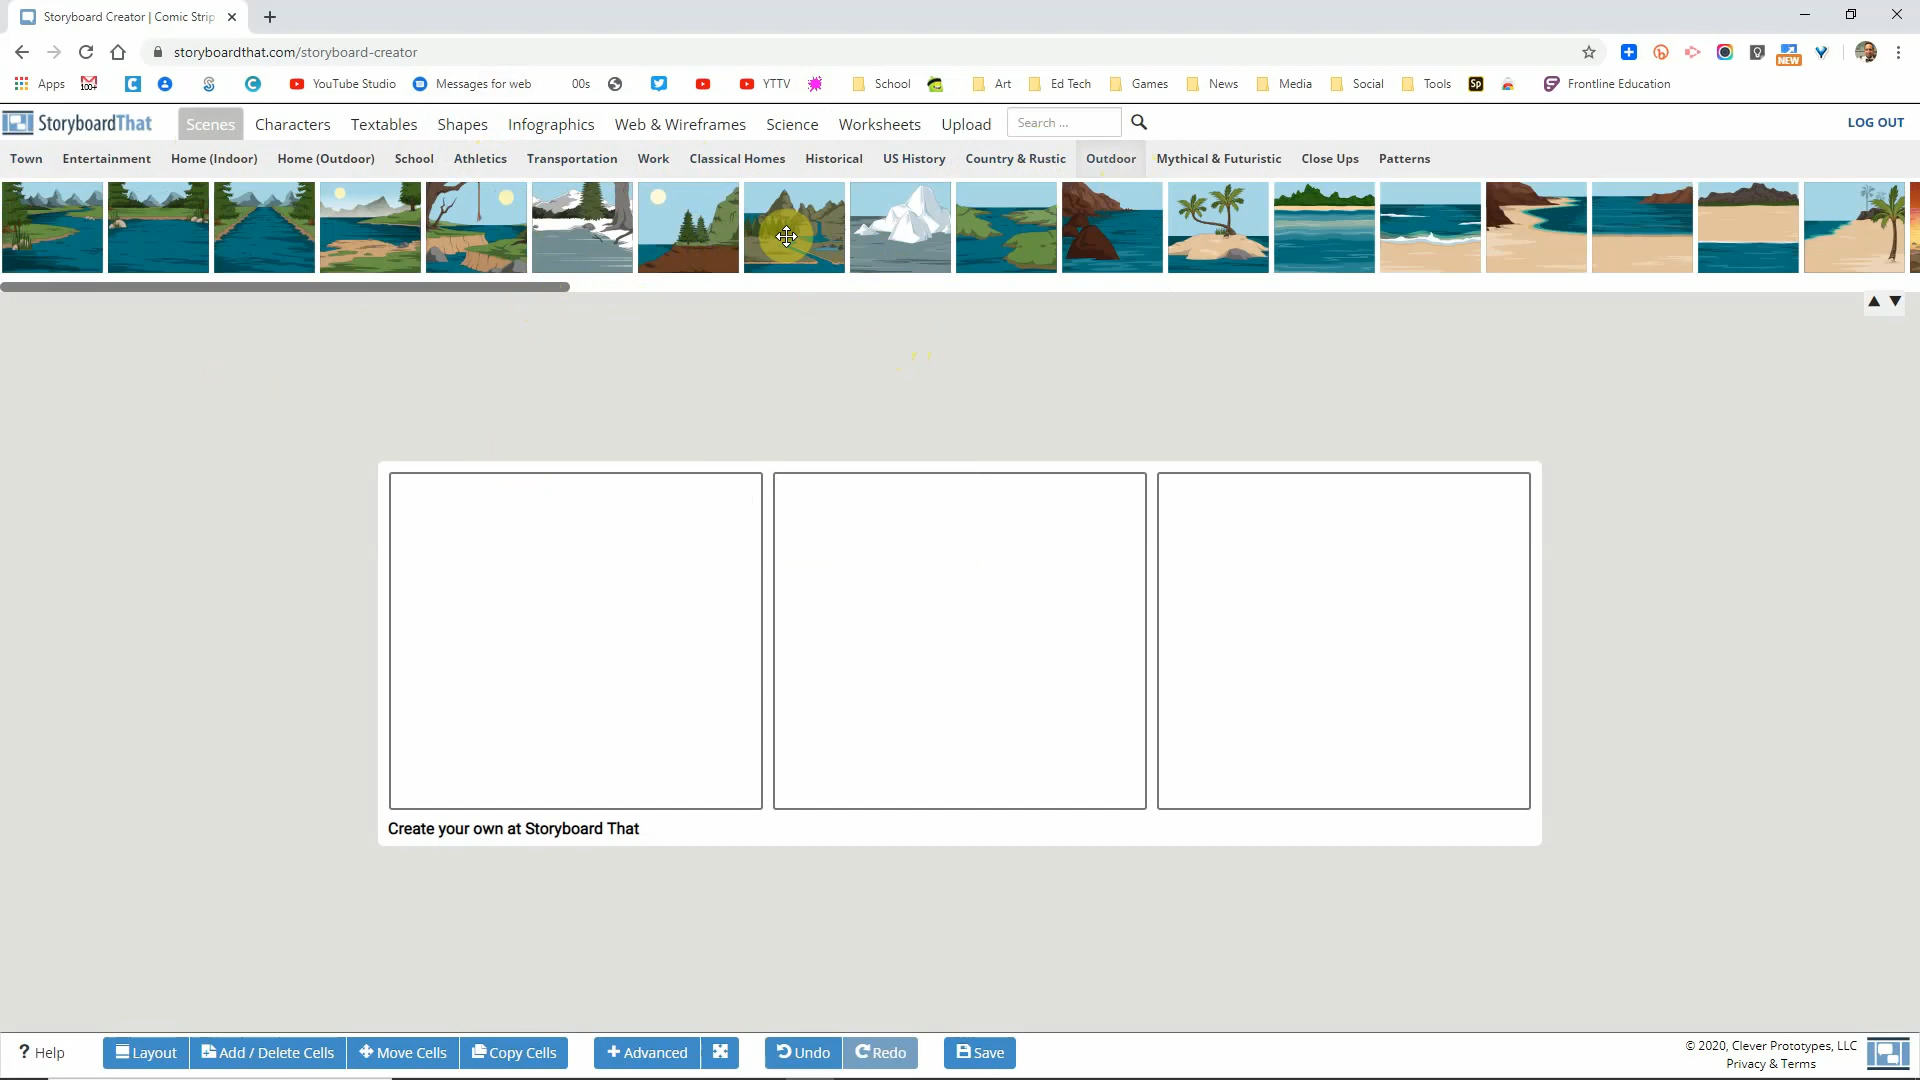 Storyboard Creator | Comic Strip
storyboardthat.com/storyboard-creator
NEW
Apps
YouTube Studio
Messages for web
00s
YTTV
School
Art
Ed Tech
Games
News
Media
Social
Tools
Sp
Frontline Education
StoryboardThat
Scenes
Characters
Textables
Shapes
Infographics
Web & Wireframes
Science
Worksheets
Upload
Search ...
LOG OUT
Town
Entertainment
Home (Indoor)
Home (Outdoor)
School
Athletics
Transportation
Work
Classical Homes
Historical
US History
Country & Rustic
Outdoor
Mythical & Futuristic
Close Ups
Patterns
Create your own at Storyboard That
? Help
Layout
Add / Delete Cells
Move Cells
Copy Cells
+ Advanced
Undo
Redo
Save
© 2020, Clever Prototypes, LLC
Privacy & Terms